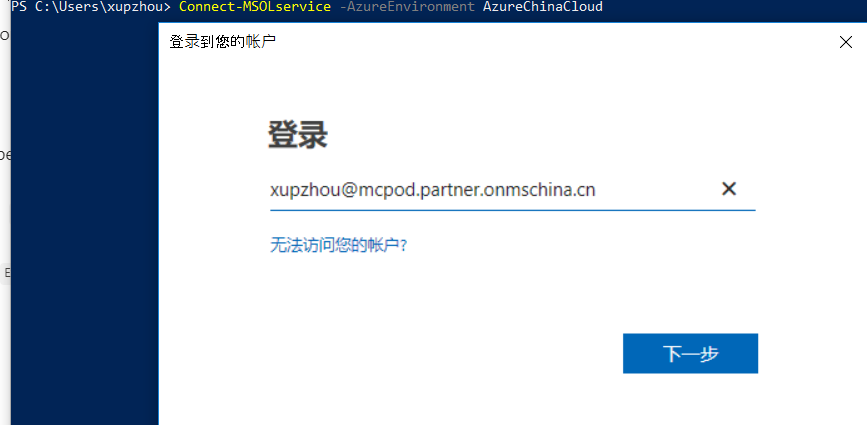 PS C:\Users\xupzhou> Connect-MSOLservice -AzureEnvironment AzureChinaCloud
登录到您的帐户
登录
xupzhou@mcpod.partner.onmschina.cn
无法访问您的帐户?
下一步